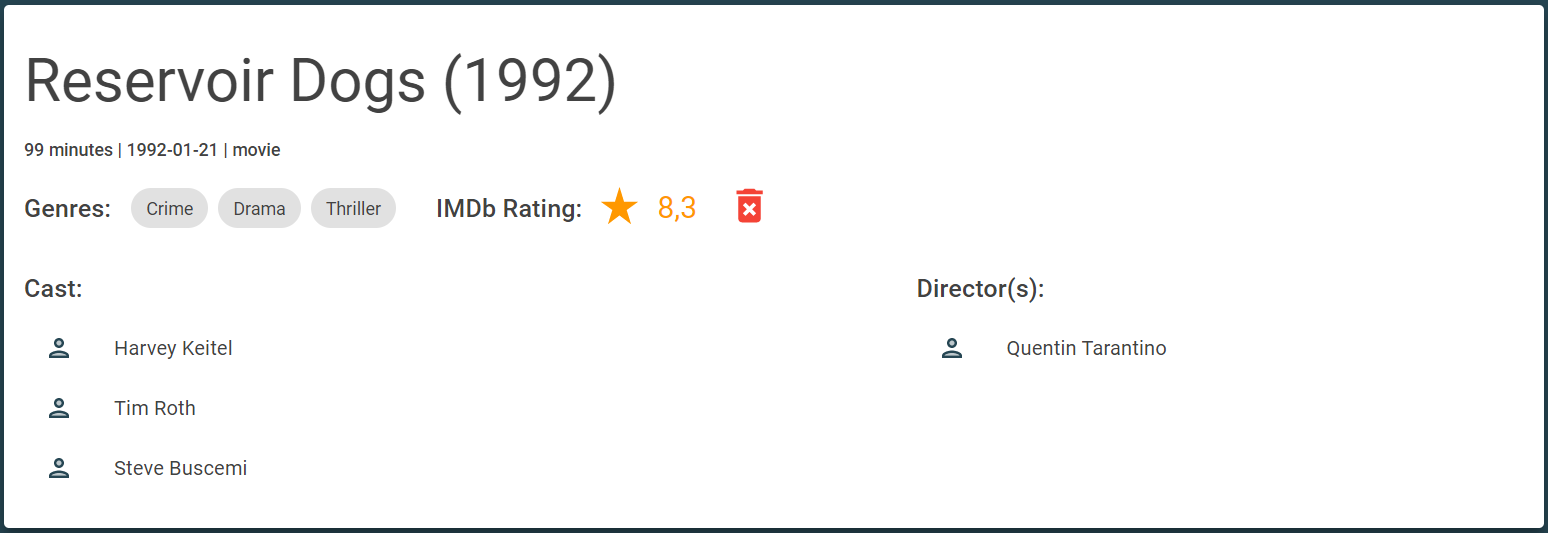 Reservoir Dogs (1992)
99 minutes | 1992-01-21 | movie
Genres: Crime Drama Thriller IMDb Rating: 8,3
Cast:
Harvey Keitel
Tim Roth
Steve Buscemi
Director(s):
Quentin Tarantino